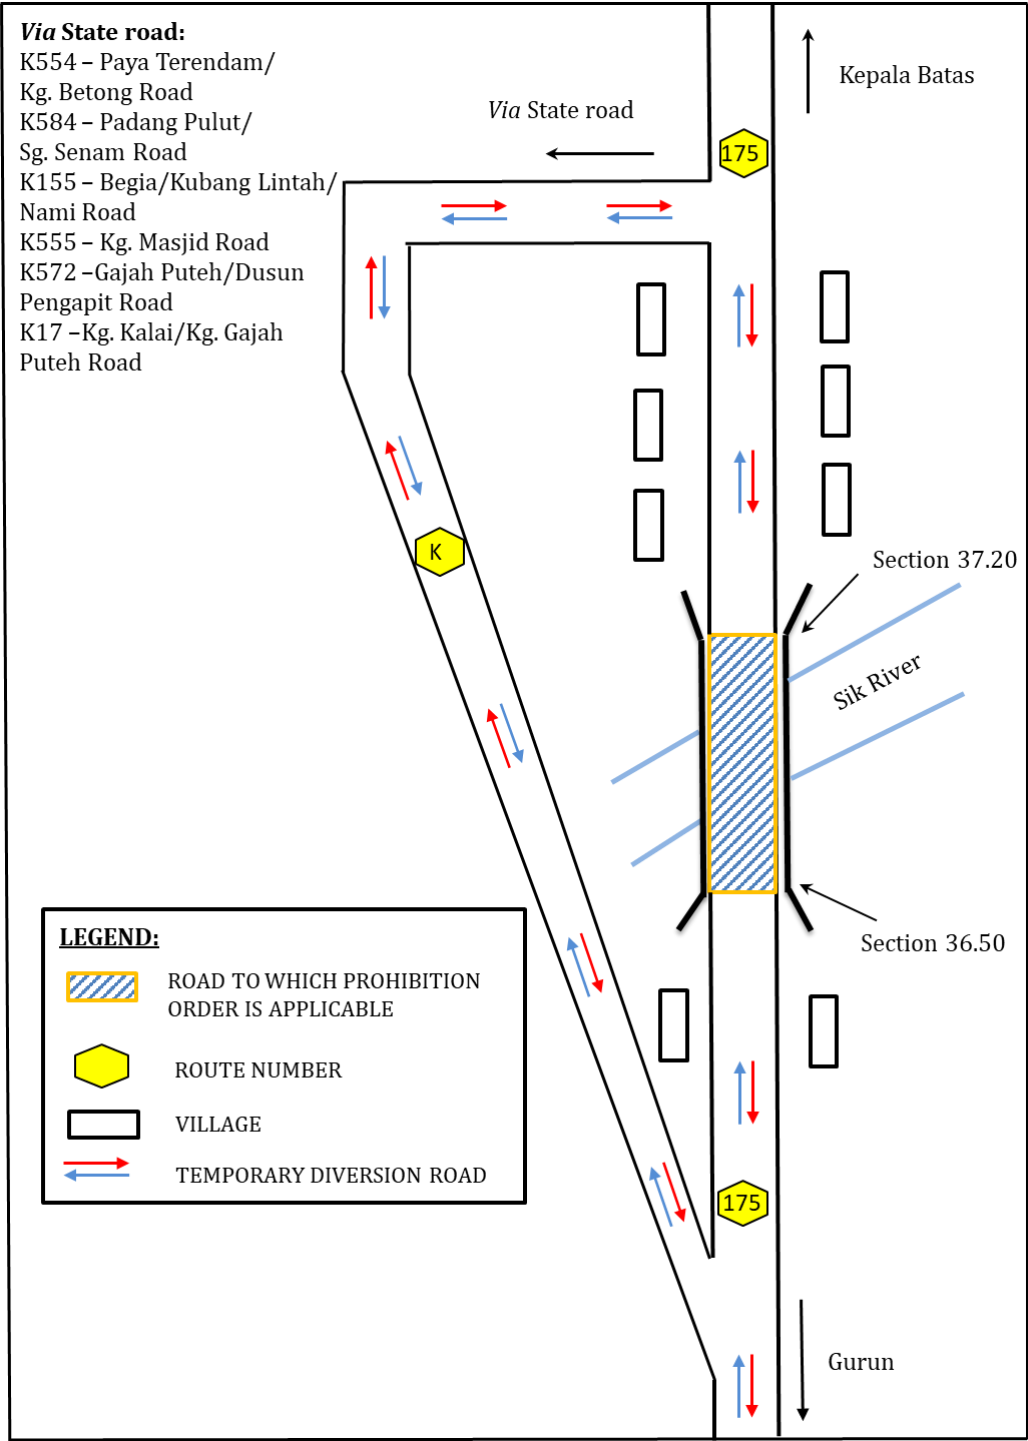 Via State road:
K554 – Paya Terendam/
Kg. Betong Road
K584 – Padang Pulut/
Sg. Senam Road
K155 – Begia/Kubang Lintah/
Nami Road
K555 – Kg. Masjid Road
K572 –Gajah Puteh/Dusun
Pengapit Road
K17 –Kg. Kalai/Kg. Gajah
Puteh Road
Via State road
Kepala Batas
175
K
Section 37.20
Sik River
Section 36.50
LEGEND:
ROAD TO WHICH PROHIBITION
ORDER IS APPLICABLE
ROUTE NUMBER
VILLAGE
TEMPORARY DIVERSION ROAD
175
Gurun